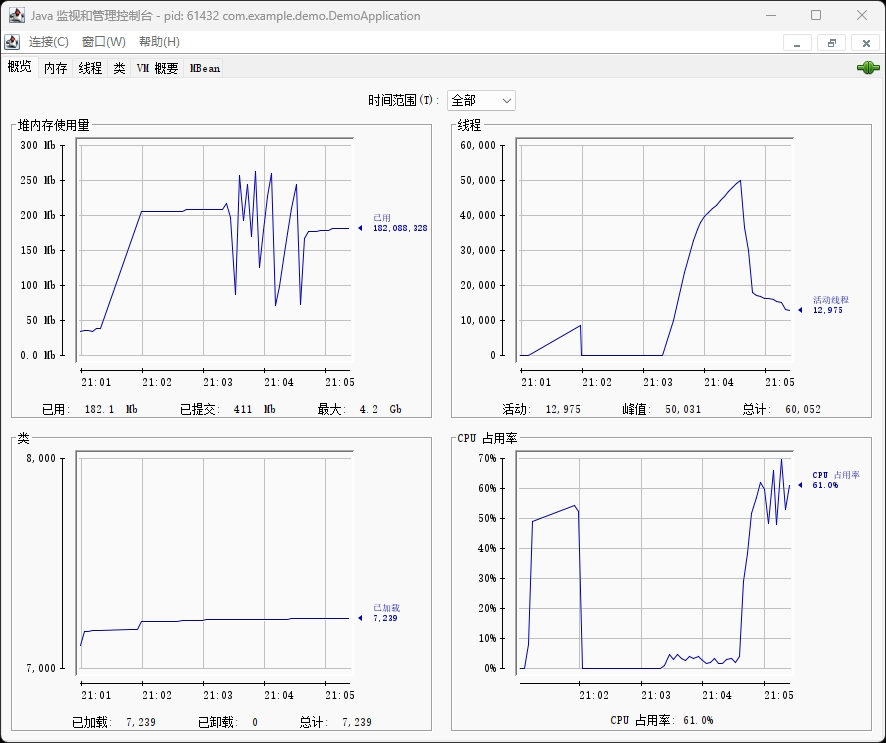 Java 监视和管理控制台 - pid: 61432 com.example.demo.DemoApplication
连接(C) 窗口(W) 帮助(H)
概览 内存 线程 类 VM 概要 MBean
时间范围(T): 全部
堆内存使用量
300 Mb
250 Mb
200 Mb
150 Mb
100 Mb
50 Mb
0.0 Mb
已用
182,088,328
21:01 21:02 21:03 21:04 21:05
已用: 182.1 Mb 已提交: 411 Mb 最大: 4.2 Gb
线程
60,000
50,000
40,000
30,000
20,000
10,000
0
活动线程
12,975
21:01 21:02 21:03 21:04 21:05
活动: 12,975 峰值: 50,031 总计: 60,052
类
8,000
7,000
已加载
7,239
21:01 21:02 21:03 21:04 21:05
已加载: 7,239 已卸载: 0 总计: 7,239
CPU 占用率
70%
60%
50%
40%
30%
20%
10%
0%
CPU 占用率
61.0%
21:02 21:03 21:04 21:05
CPU 占用率: 61.0%